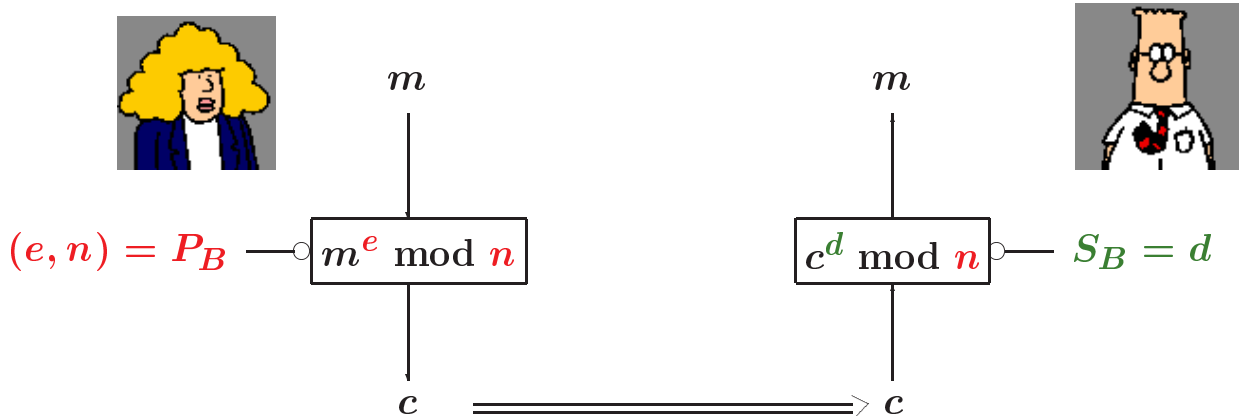 m m
(e, n) = P_B m^e mod n c^d mod n S_B = d
c c